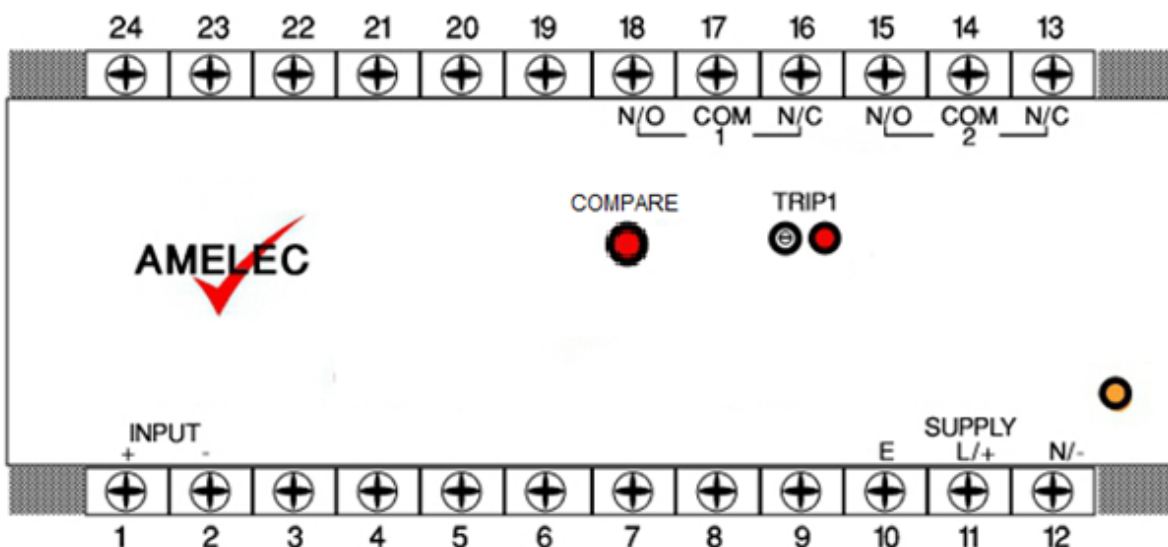 24 23 22 21 20 19 18 17 16 15 14 13
N/O COM N/C N/O COM N/C
1 2
COMPARE TRIP1
AMELEC
INPUT SUPPLY
+ - E L/+ N/-
1 2 3 4 5 6 7 8 9 10 11 12